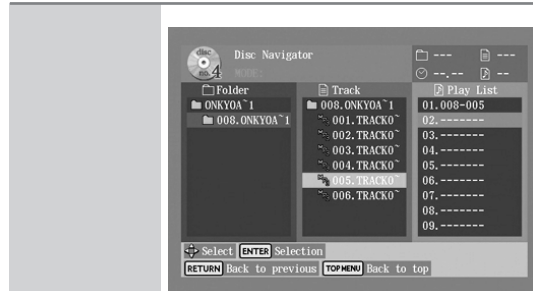 Disc no.4
Disc Navigator
MODE:
---
---
--.--
--
Folder
ONKYOA~1
008.ONKYOA~1
Track
008.ONKYOA~1
001.TRACK0~
002.TRACK0~
003.TRACK0~
004.TRACK0~
005.TRACK0~
006.TRACK0~
Play List
01.008-005
02.-------
03.-------
04.-------
05.-------
06.-------
07.-------
08.-------
09.-------
Select ENTER Selection
RETURN Back to previous TOP MENU Back to top